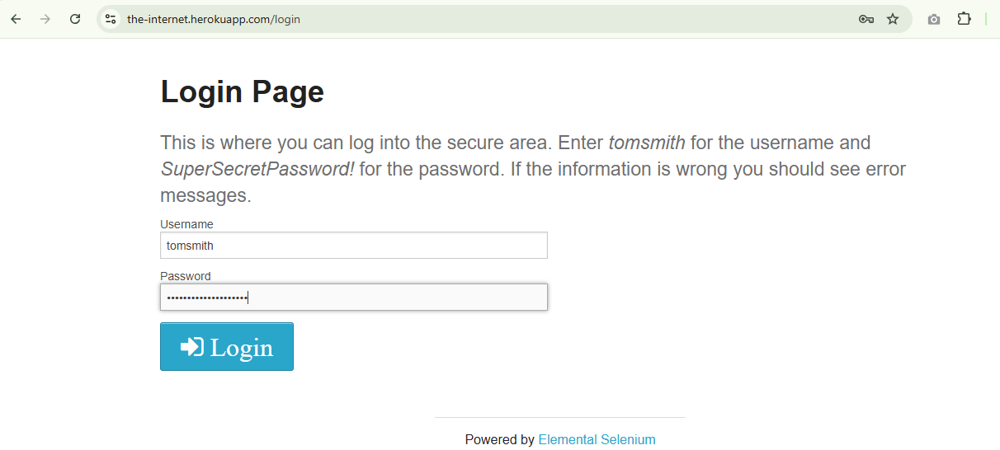 the-internet.herokuapp.com/login
Login Page
This is where you can log into the secure area. Enter tomsmith for the username and
SuperSecretPassword! for the password. If the information is wrong you should see error
messages.
Username
tomsmith
Password
••••••••••••••••••••
Login
Powered by Elemental Selenium